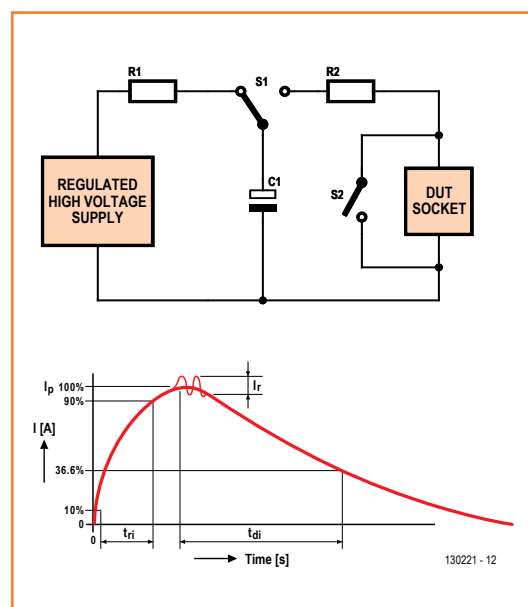 R1
S1
R2
REGULATED
HIGH VOLTAGE
SUPPLY
C1
S2
DUT
SOCKET
Ip
100%
Ir
90%
I [A]
36.6%
10%
0
0
tri
tdi
Time [s]
130221 - 12